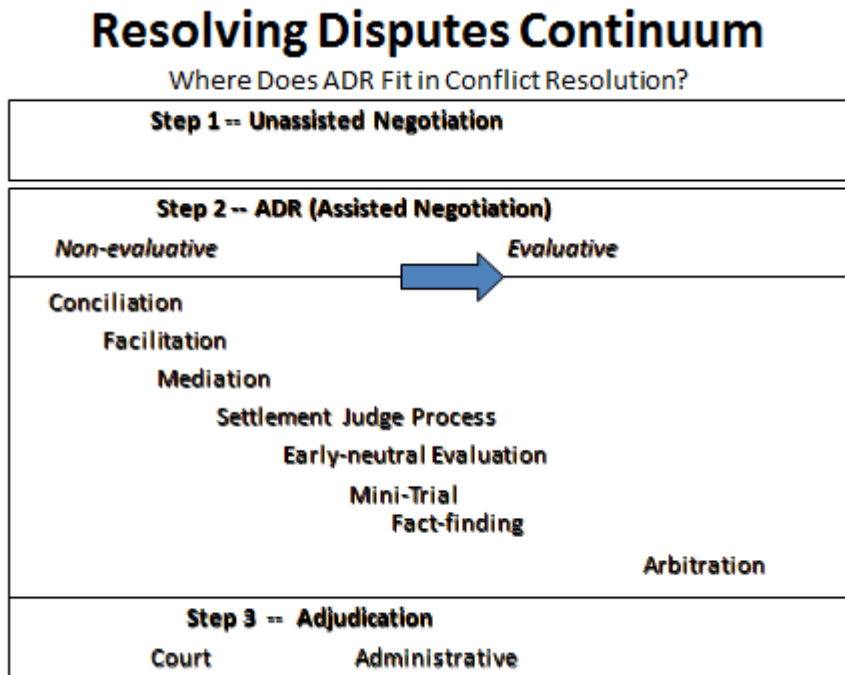 Resolving Disputes Continuum
Where Does ADR Fit in Conflict Resolution?
Step 1 -- Unassisted Negotiation
Step 2 -- ADR (Assisted Negotiation)
Non-evaluative Evaluative
Conciliation
Facilitation
Mediation
Settlement Judge Process
Early-neutral Evaluation
Mini-Trial
Fact-finding
Arbitration
Step 3 -- Adjudication
Court Administrative